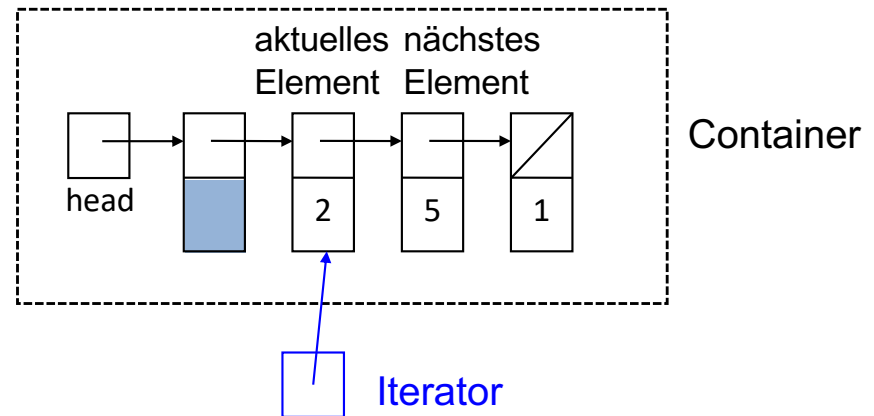 aktuelles nächstes
Element Element
Container
head
2 5 1
Iterator